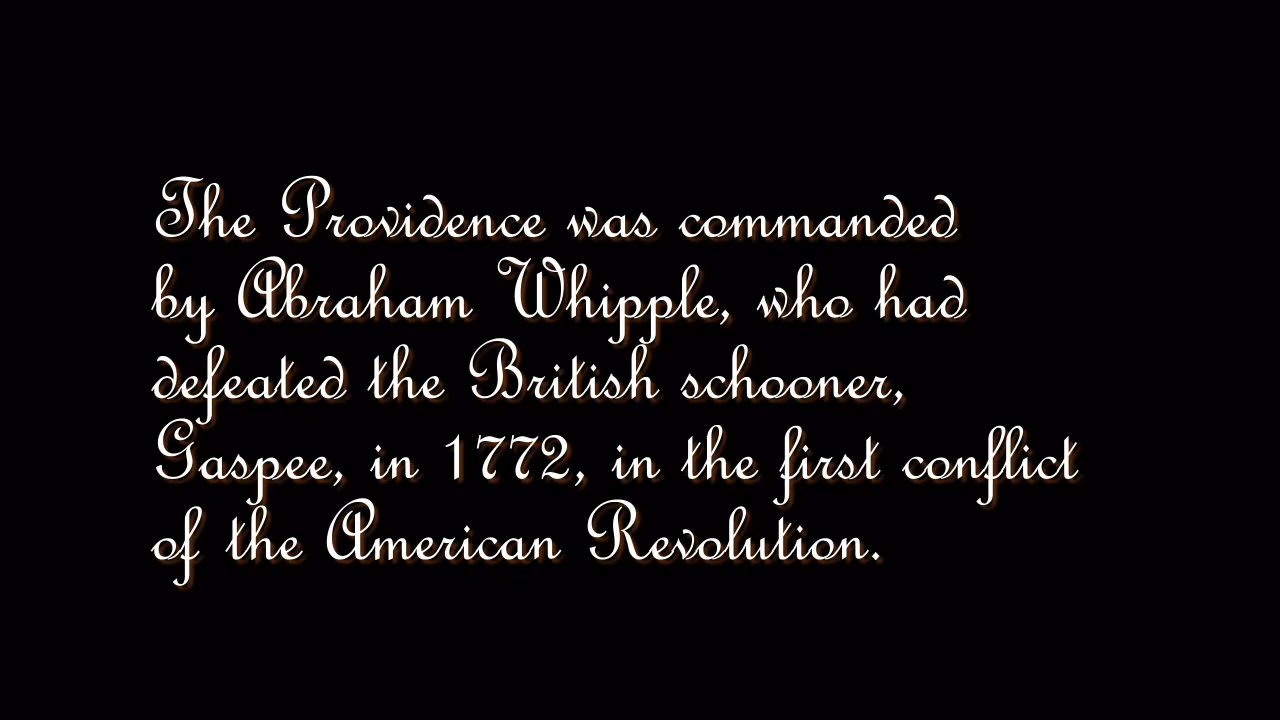 The Providence was commanded
by Abraham Whipple, who had
defeated the British schooner,
Gaspee, in 1772, in the first conflict
of the American Revolution.